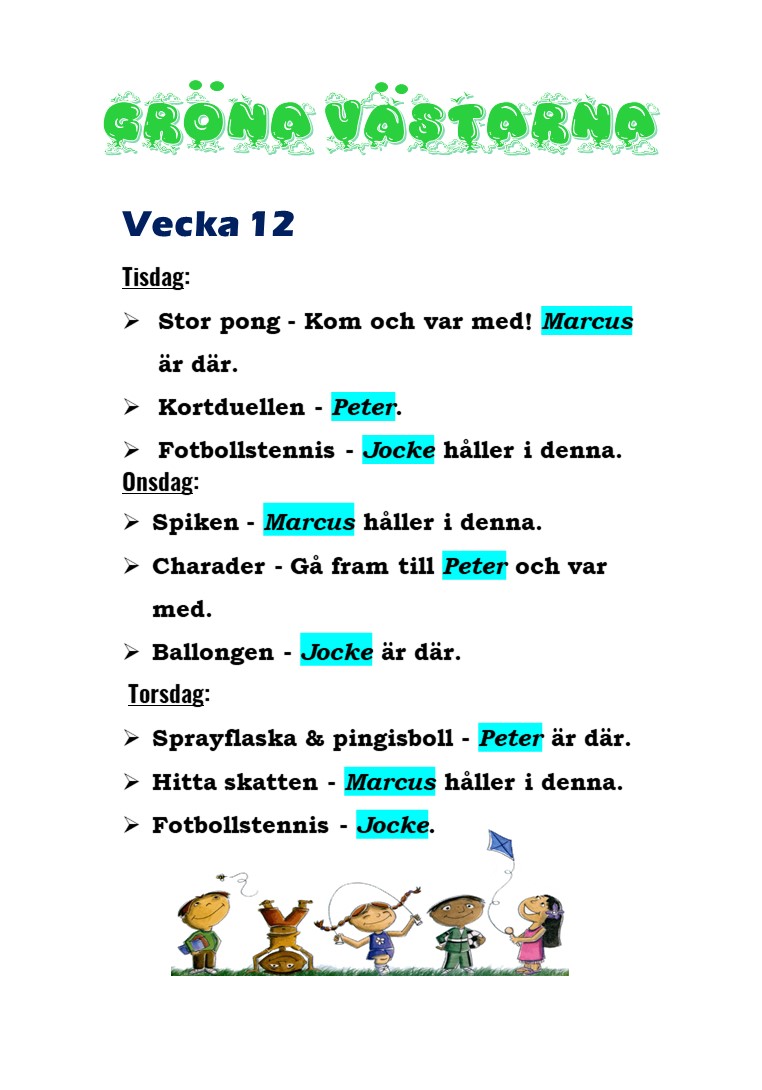 GRÖNA VÄSTARNA
Vecka 12
Tisdag:
➢ Stor pong - Kom och var med! Marcus
är där.
➢ Kortduellen - Peter.
➢ Fotbollstennis - Jocke håller i denna.
Onsdag:
➢ Spiken - Marcus håller i denna.
➢ Charader - Gå fram till Peter och var
med.
➢ Ballongen - Jocke är där.
Torsdag:
➢ Sprayflaska & pingisboll - Peter är där.
➢ Hitta skatten - Marcus håller i denna.
➢ Fotbollstennis - Jocke.